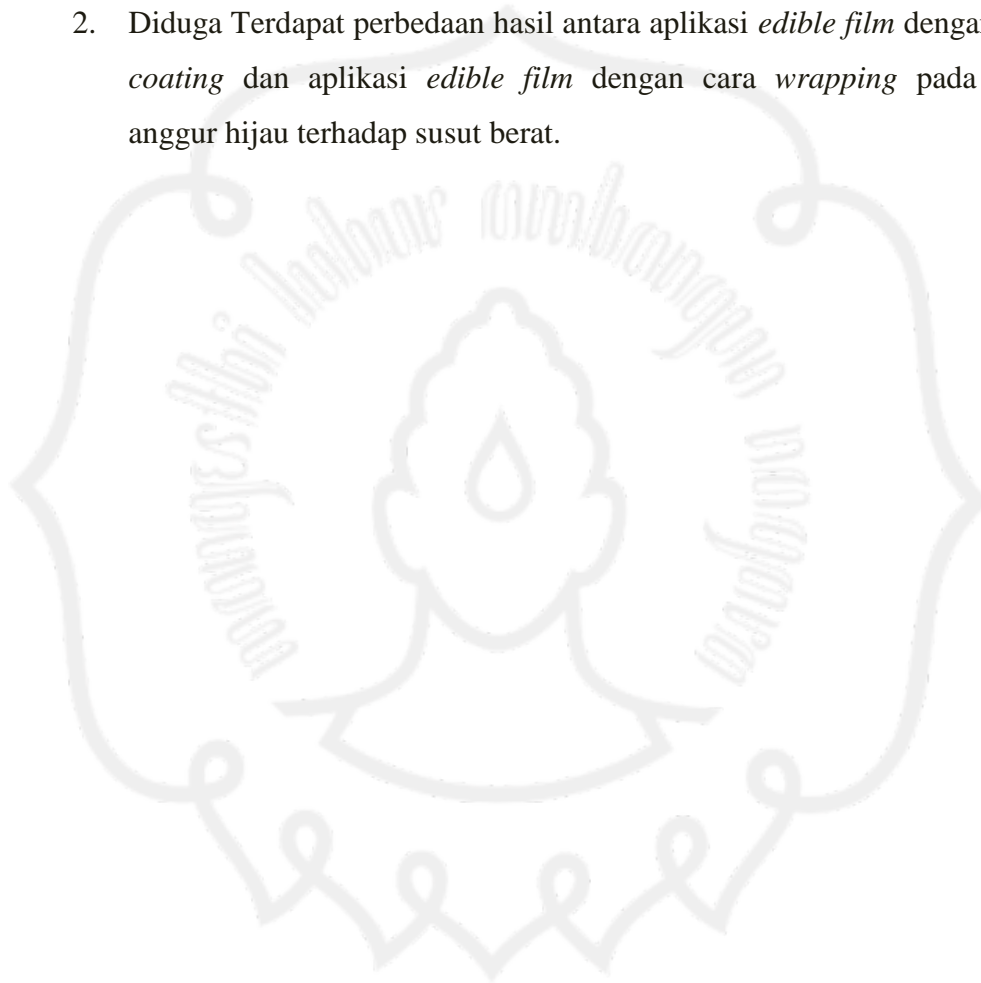 2. Diduga Terdapat perbedaan hasil antara aplikasi edible film denga
coating dan aplikasi edible film dengan cara wrapping pada
anggur hijau terhadap susut berat.